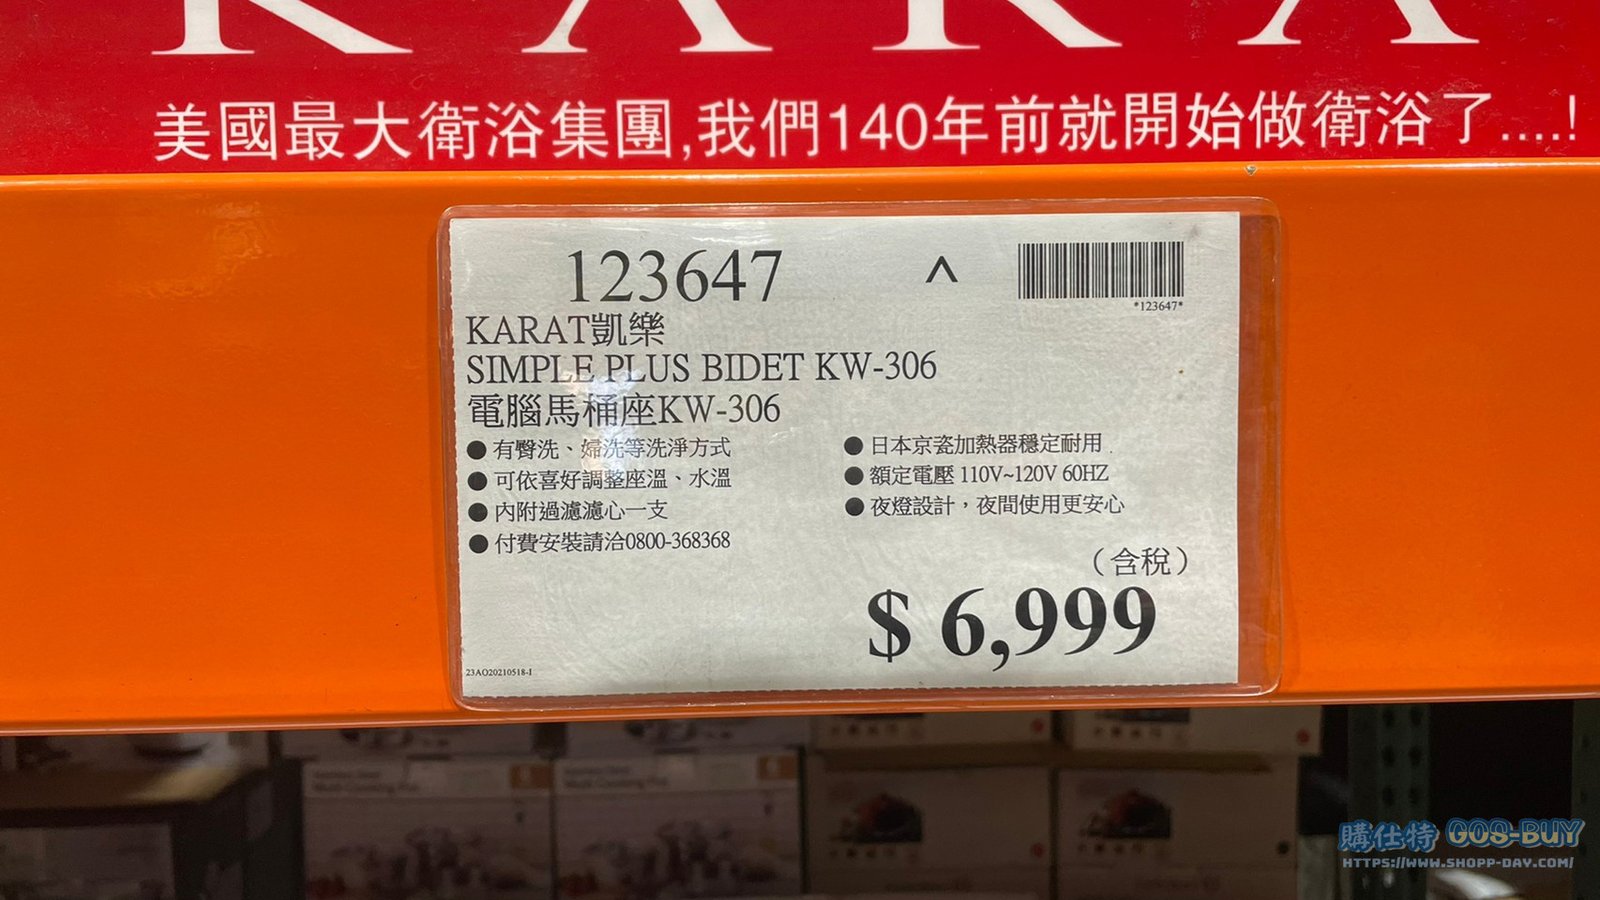 KARA
美國最大衛浴集團,我們140年前就開始做衛浴了....!
123647
^
*123647*
KARAT凱樂
SIMPLE PLUS BIDET KW-306
電腦馬桶座KW-306
● 有臀洗、婦洗等洗淨方式
● 可依喜好調整座溫、水溫
● 內附過濾濾心一支
● 付費安裝請洽0800-368368
● 日本京瓷加熱器穩定耐用.
● 額定電壓 110V~120V 60HZ
● 夜燈設計，夜間使用更安心
（含稅）
$ 6,999
23AO20210518-I
購仕特 GOS-BUY
HTTPS://WWW.SHOPP-DAY.COM/